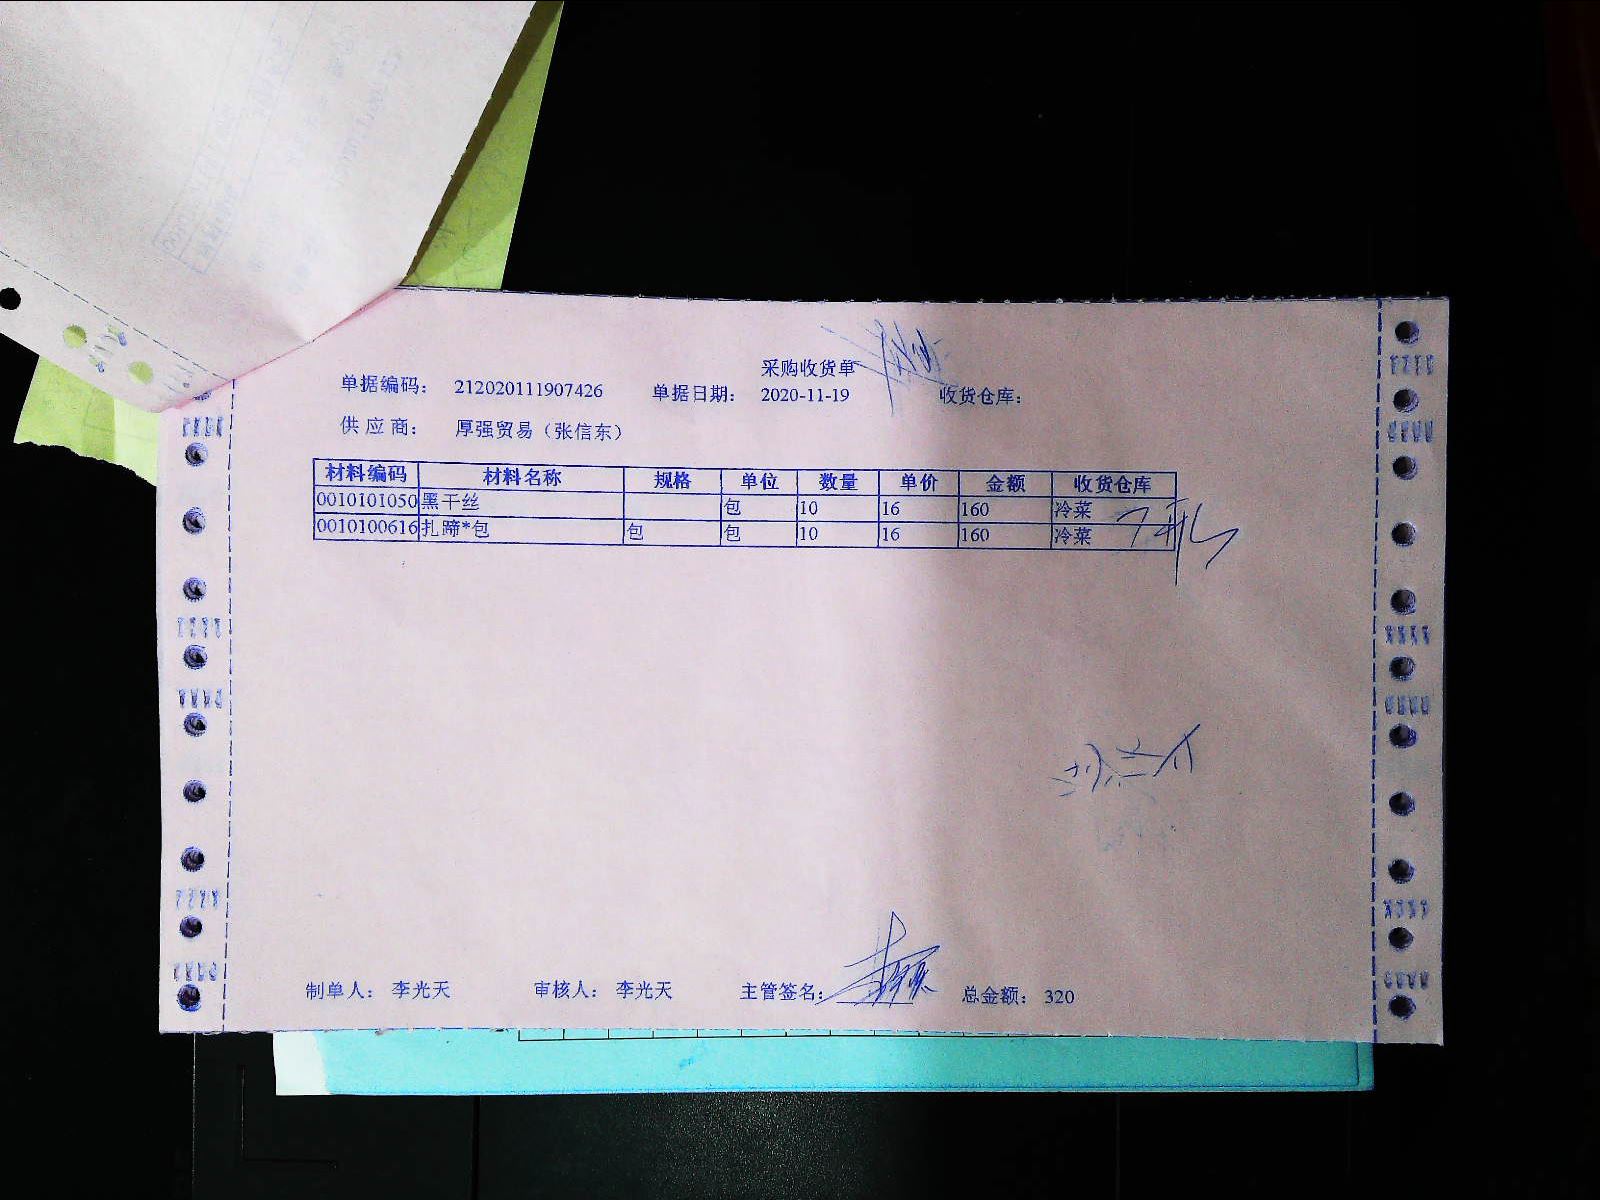 采购收货单
单据编码： 212020111907426 单据日期： 2020-11-19 收货仓库：
供应商： 厚强贸易（张信东）
材料编码 材料名称 规格 单位 数量 单价 金额 收货仓库
0010101050 黑干丝 包 10 16 160 冷菜
0010100616 扎蹄*包 包 包 10 16 160 冷菜
制单人： 李光天 审核人： 李光天 主管签名： 总金额： 320